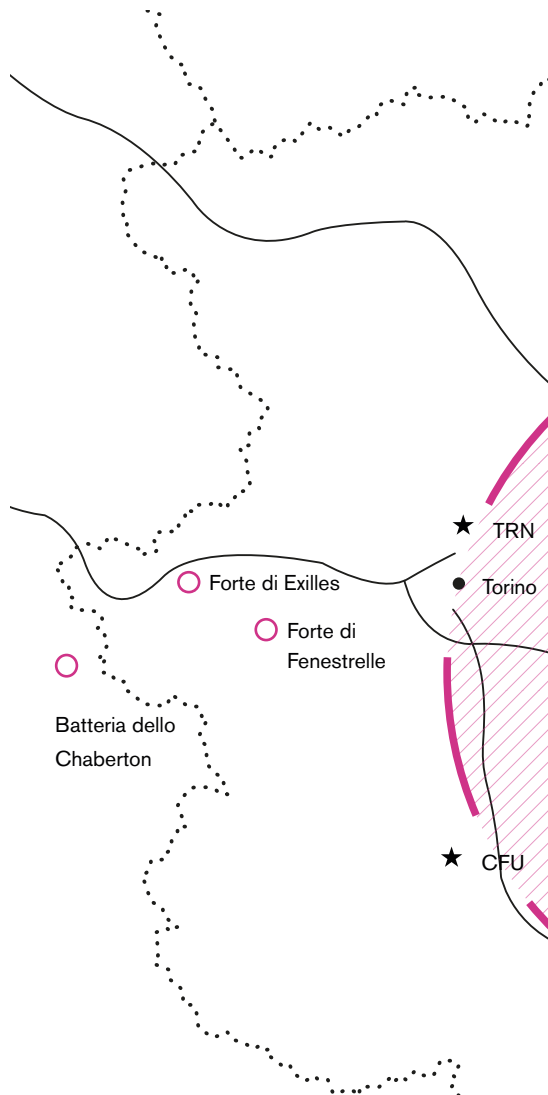 TRN
Forte di Exilles
Torino
Forte di
Fenestrelle
Batteria dello
Chaberton
CFU